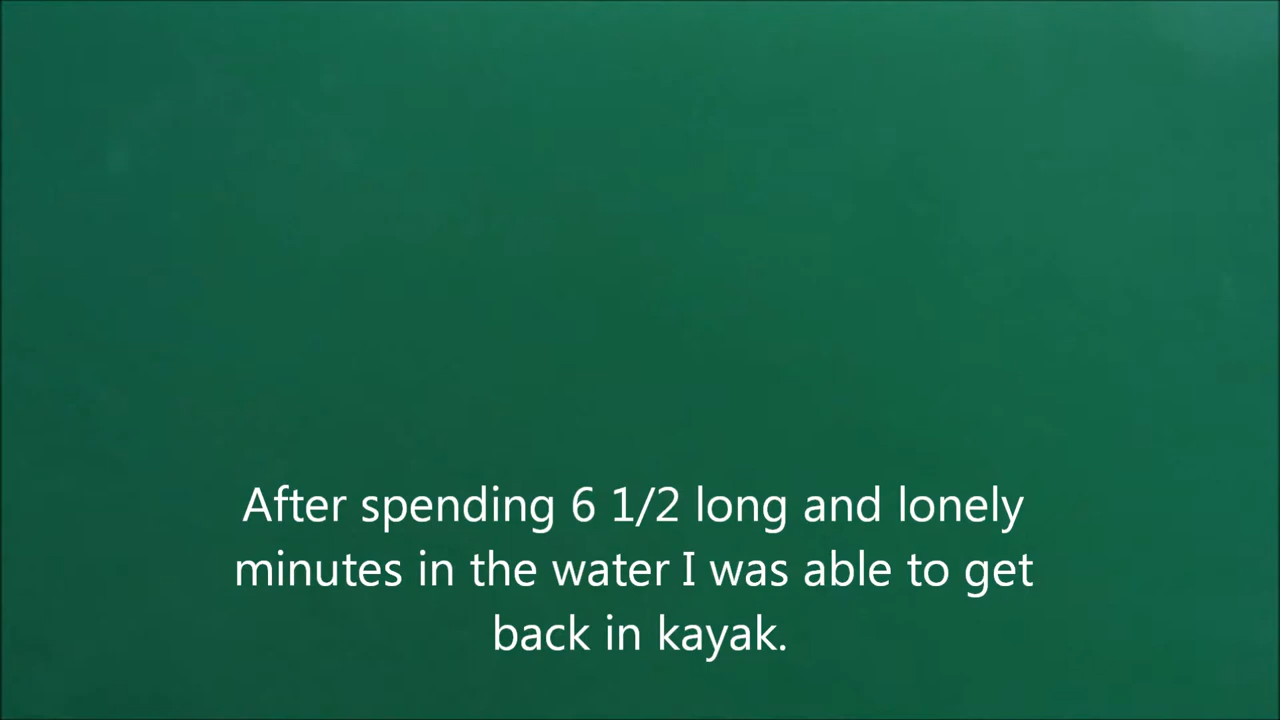 After spending 6 1/2 long and lonely
minutes in the water I was able to get
back in kayak.